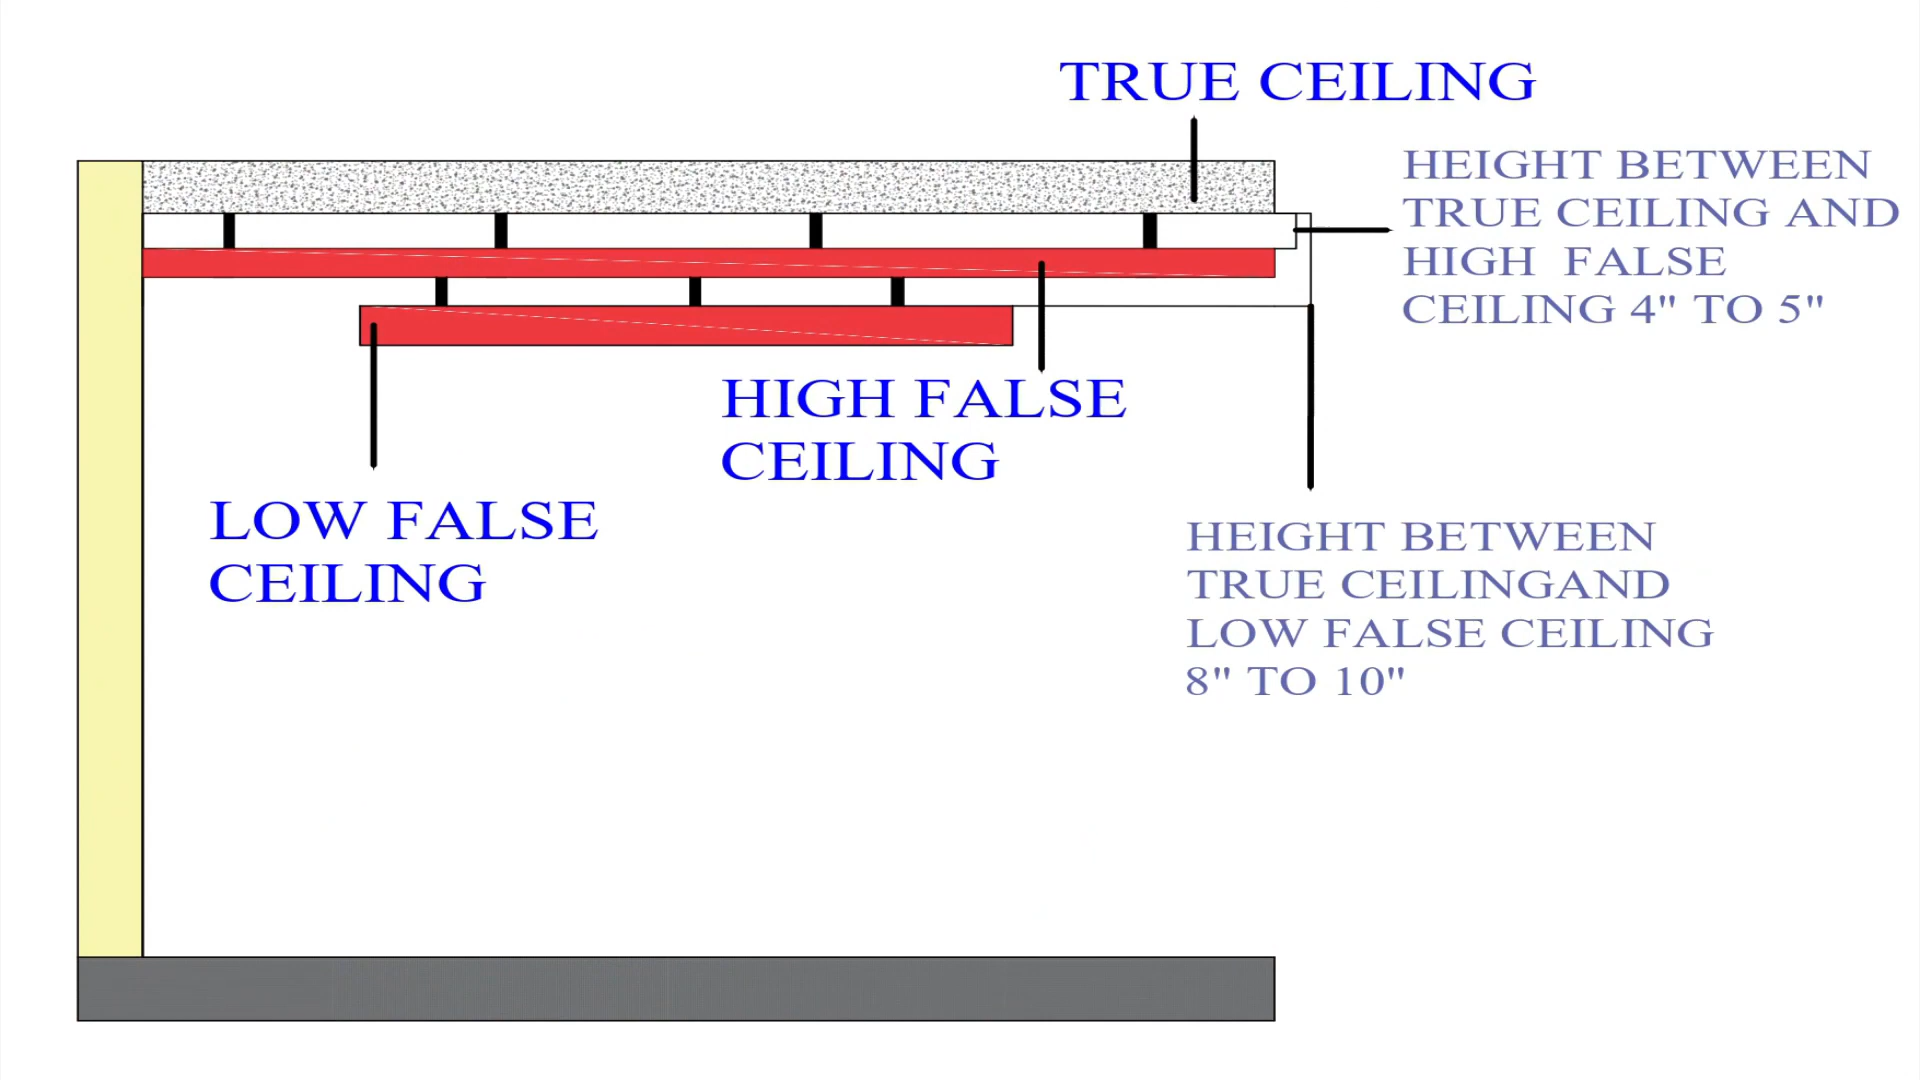 TRUE CEILING
HEIGHT BETWEEN
TRUE CEILING AND
HIGH FALSE
CEILING 4" TO 5"
HIGH FALSE
CEILING
LOW FALSE
CEILING
HEIGHT BETWEEN
TRUE CEILINGAND
LOW FALSE CEILING
8" TO 10"